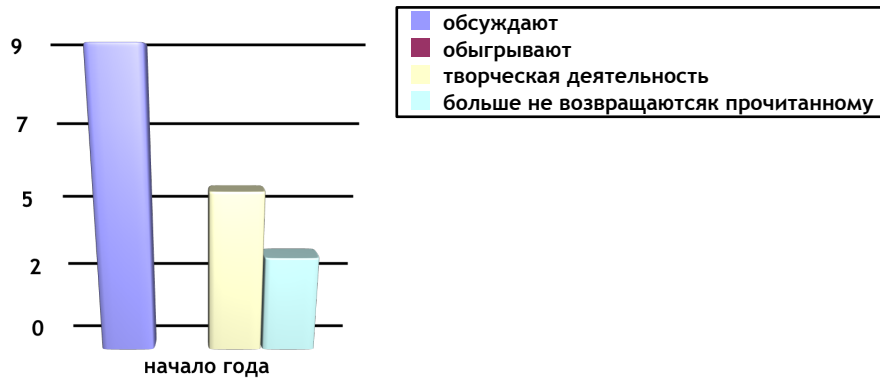 9
7
5
2
0
начало года
обсуждают
обыгрывают
творческая деятельность
больше не возвращаютсяк прочитанному